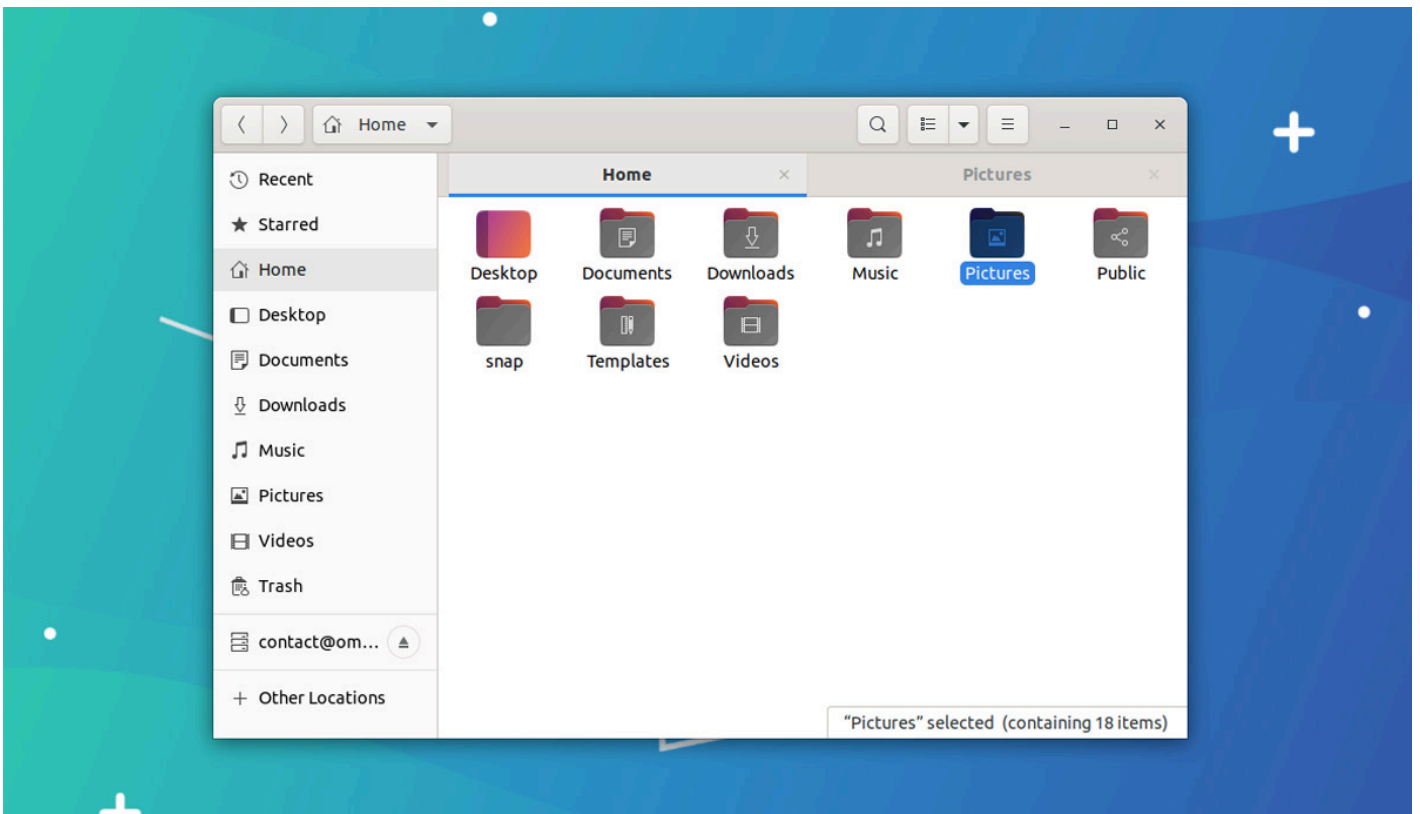 Home
Recent
Starred
Home
Desktop
Documents
Downloads
Music
Pictures
Videos
Trash
contact@om...
Other Locations
Home Pictures
Desktop Documents Downloads Music Pictures Public
snap Templates Videos
“Pictures” selected (containing 18 items)